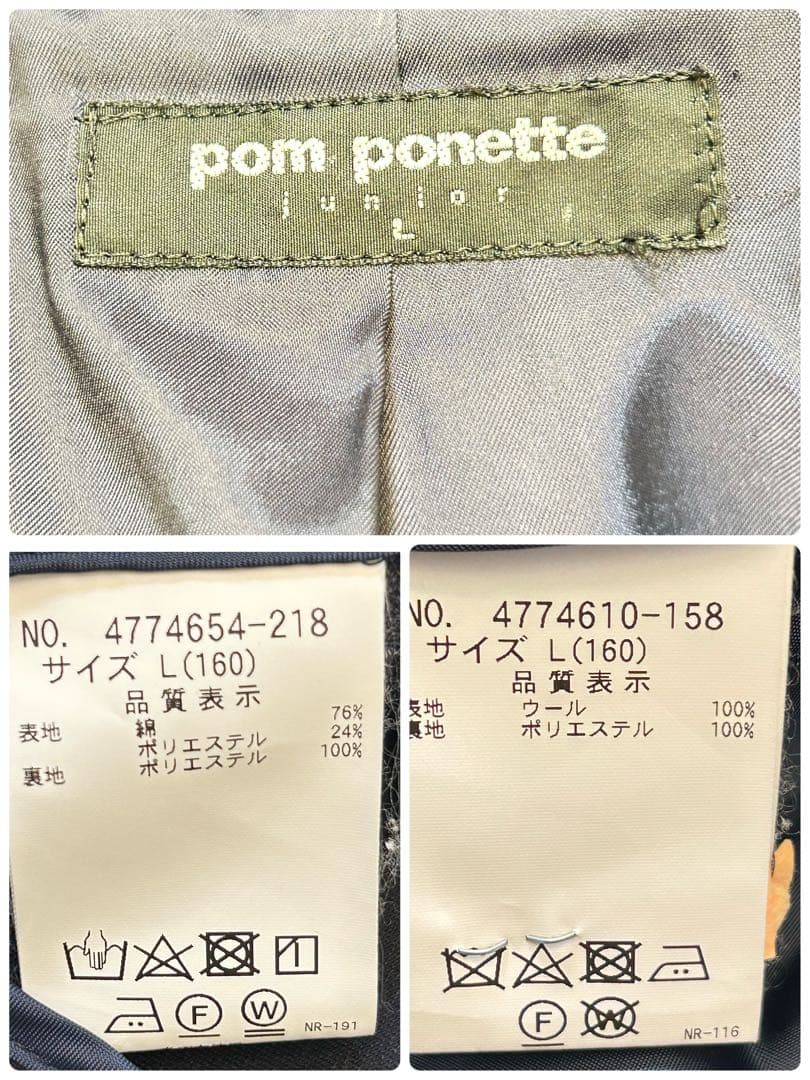 pom ponette
junior
L
NO. 4774654-218
サイズ L(160)
品質表示
表地 綿 76%
ポリエステル 24%
裏地 ポリエステル 100%
F W
NR-191
NO. 4774610-158
サイズ L(160)
品質表示
表地 ウール 100%
裏地 ポリエステル 100%
F W
NR-116